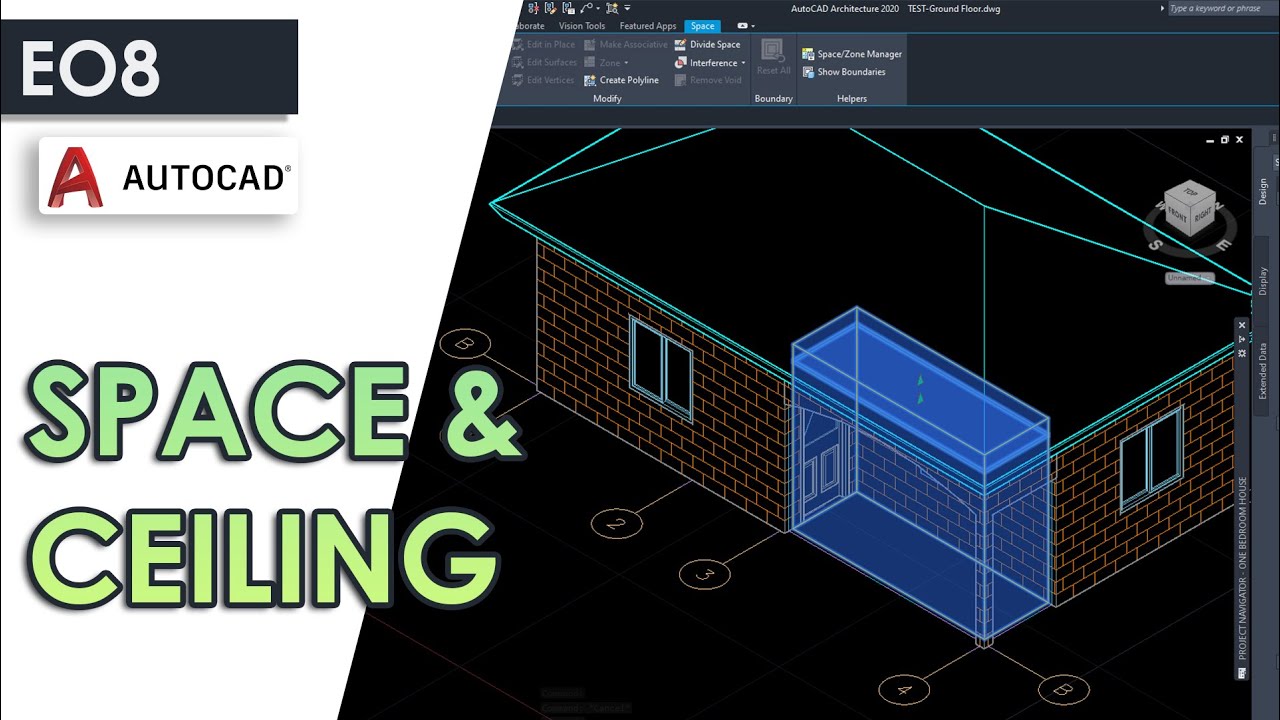 EO8
AUTOCAD®
SPACE &
CEILING
AutoCAD Architecture 2020 TEST-Ground Floor.dwg
Type a keyword or phrase
Vision Tools Featured Apps Space
Edit in Place Make Associative Divide Space
Edit Surfaces Zone Interference
Edit Vertices Create Polyline Remove Void
Reset All
Space/Zone Manager
Show Boundaries
Modify Boundary Helpers
TOP
FRONT RIGHT
W N
S E
Unnamed
Design
Display
Extended Data
PROJECT NAVIGATOR - ONE BEDROOM HOUSE
B
2
3
4
B
Command:
Command: *Cancel*